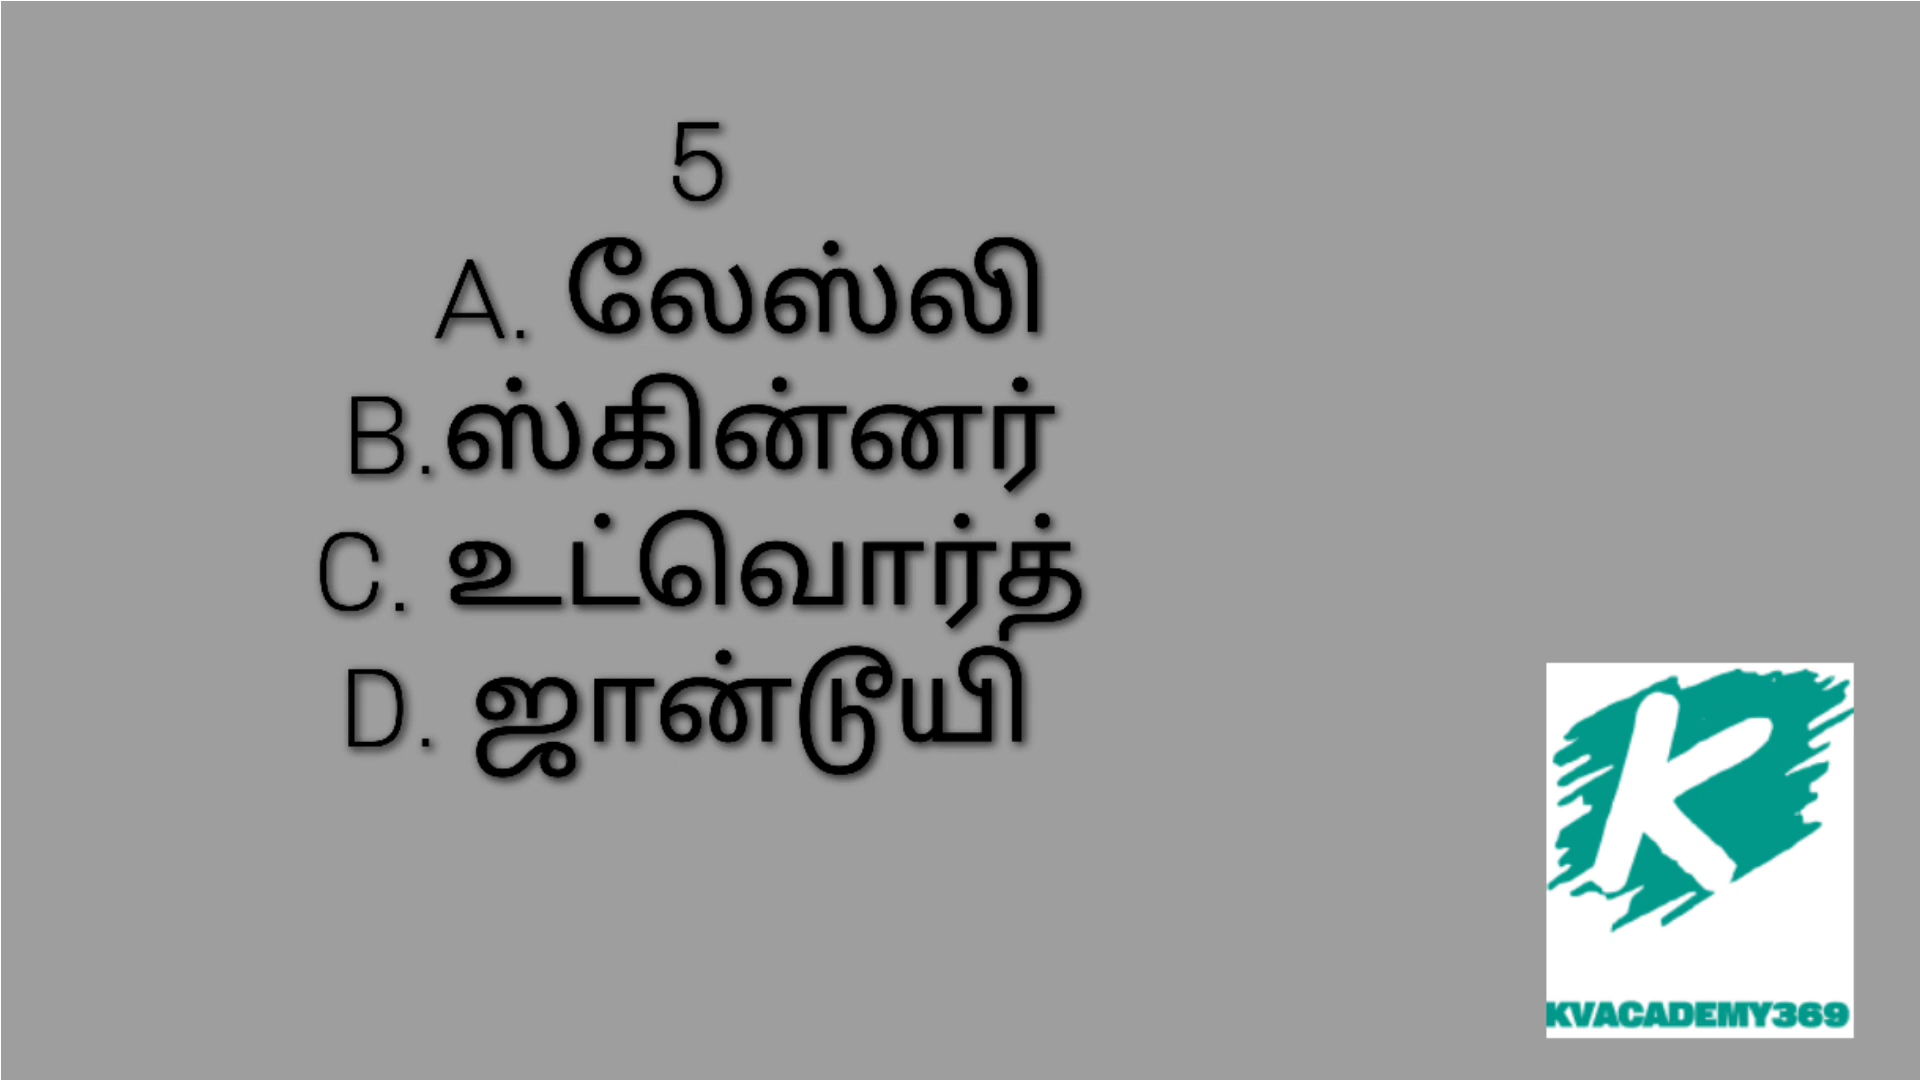 5
A. லேஸ்லி
B.ஸ்கின்னர்
C. உட்வொர்த்
D. ஜான்டூயி
K
KVACADEMY369